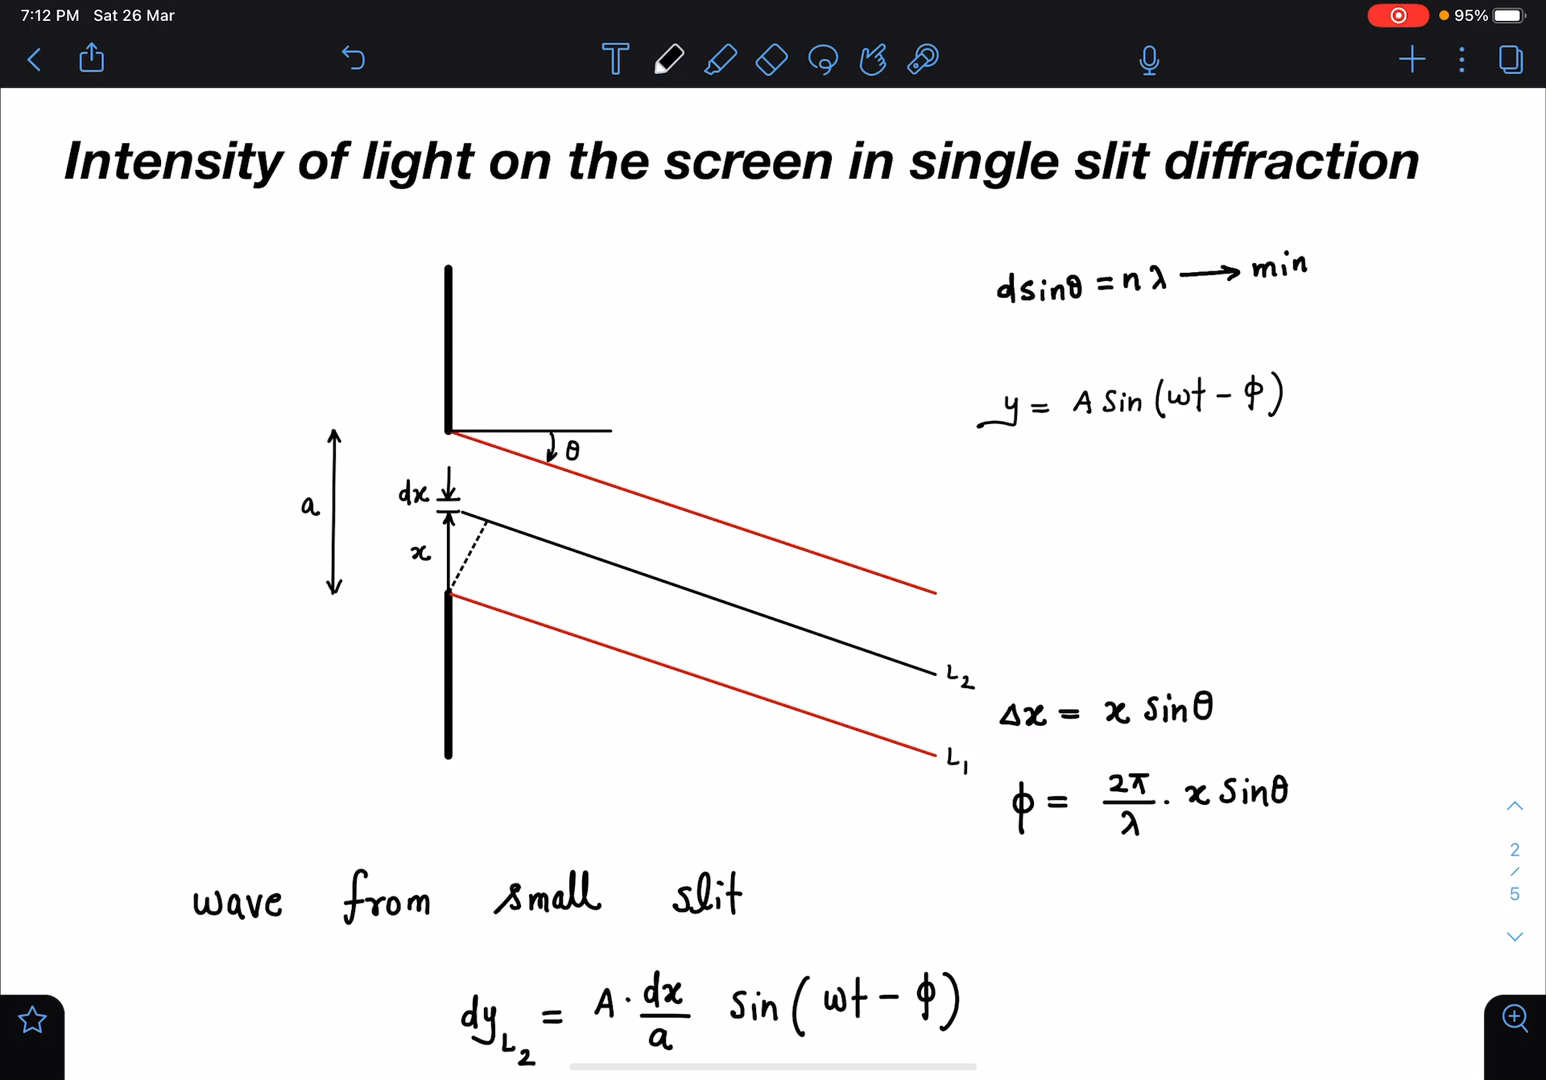 7:12 PM Sat 26 Mar
95%
Intensity of light on the screen in single slit diffraction
dsinθ = nλ ⟶ min
y = A Sin (ωt - ϕ)
θ
dx
a
x
L₂
Δx = x sinθ
L₁
ϕ = 2π/λ . x Sinθ
2
/
5
wave from small slit
dy_L₂ = A · dx/a Sin (ωt - ϕ)